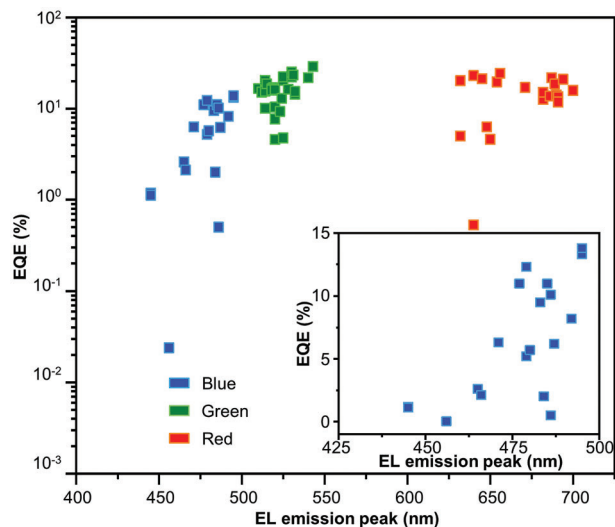 10²
10¹
10⁰
10⁻¹
10⁻²
10⁻³
EQE (%)
400 450 500 550 600 650 700
EL emission peak (nm)
Blue
Green
Red
15
10
5
0
EQE (%)
425 450 475 500
EL emission peak (nm)